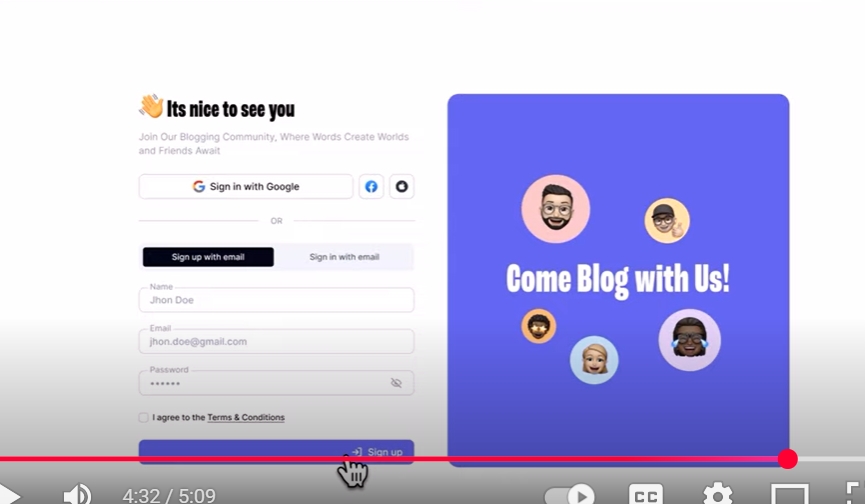 Its nice to see you
Join Our Blogging Community, Where Words Create Worlds
and Friends Await
Sign in with Google
OR
Sign up with email
Sign in with email
Name
Jhon Doe
Email
jhon.doe@gmail.com
Password
I agree to the Terms & Conditions
Sign up
Come Blog with Us!
4:32 / 5:09
CC